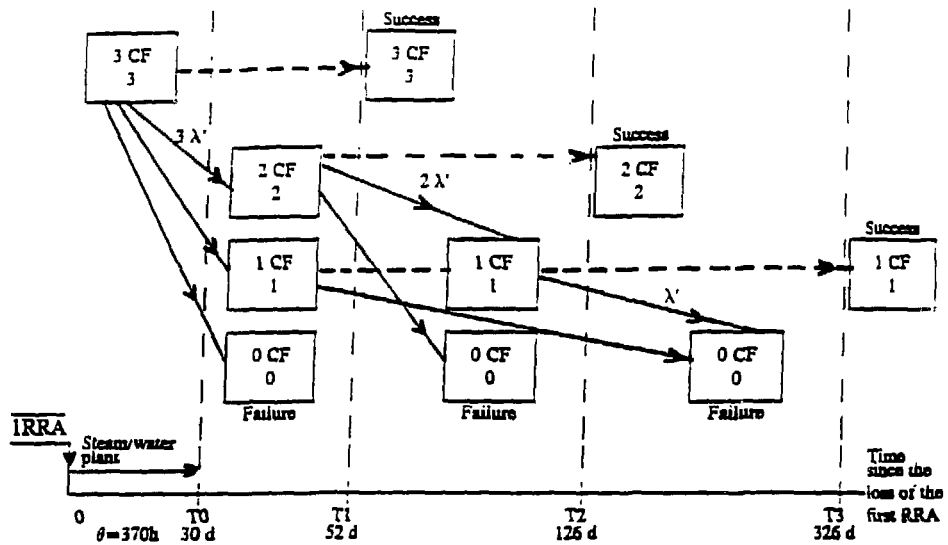 Success
3 CF
3
3 CF
3
3 λ'
Success
2 CF
2
2 λ'
2 CF
2
Success
1 CF
1
1 CF
1
1 CF
1
λ'
0 CF
0
0 CF
0
0 CF
0
Failure
Failure
Failure
1RRA
Steam/water
plant
Time
since the
loss of the
first RRA
0
T0
T1
T2
T3
θ=370h
30 d
52 d
126 d
326 d